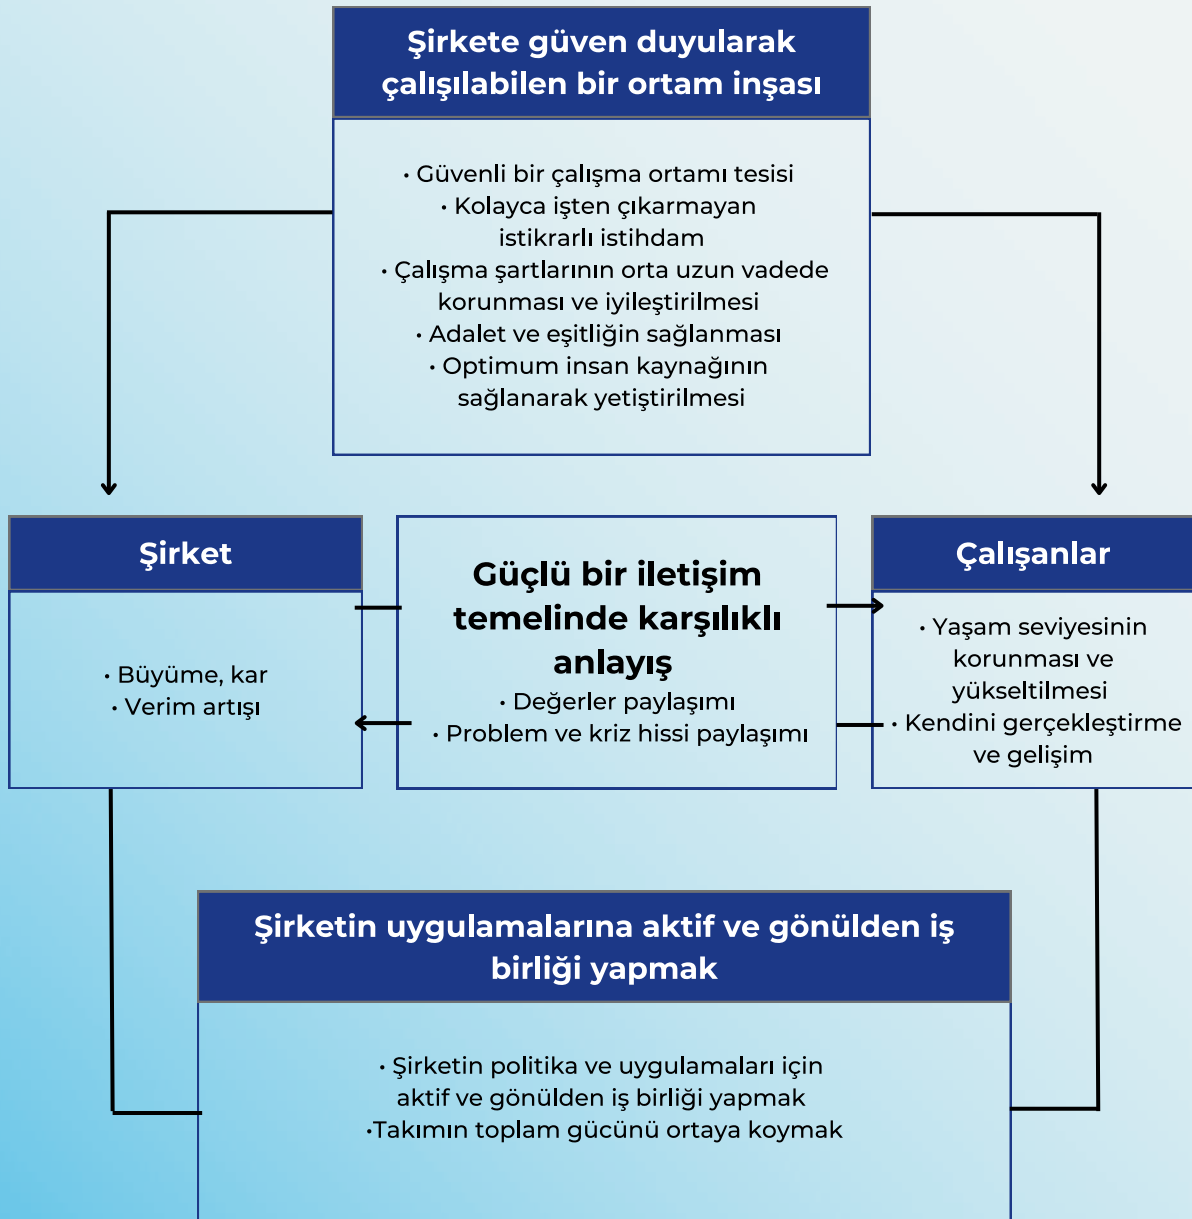 Şirkete güven duyularak
çalışılabilen bir ortam inşası
• Güvenli bir çalışma ortamı tesisi
• Kolayca işten çıkarmayan
istikrarlı istihdam
• Çalışma şartlarının orta uzun vadede
korunması ve iyileştirilmesi
• Adalet ve eşitliğin sağlanması
• Optimum insan kaynağının
sağlanarak yetiştirilmesi
Şirket
• Büyüme, kar
• Verim artışı
Güçlü bir iletişim
temelinde karşılıklı
anlayış
• Değerler paylaşımı
• Problem ve kriz hissi paylaşımı
Çalışanlar
• Yaşam seviyesinin
korunması ve
yükseltilmesi
• Kendini gerçekleştirme
ve gelişim
Şirketin uygulamalarına aktif ve gönülden iş
birliği yapmak
• Şirketin politika ve uygulamaları için
aktif ve gönülden iş birliği yapmak
•Takımın toplam gücünü ortaya koymak